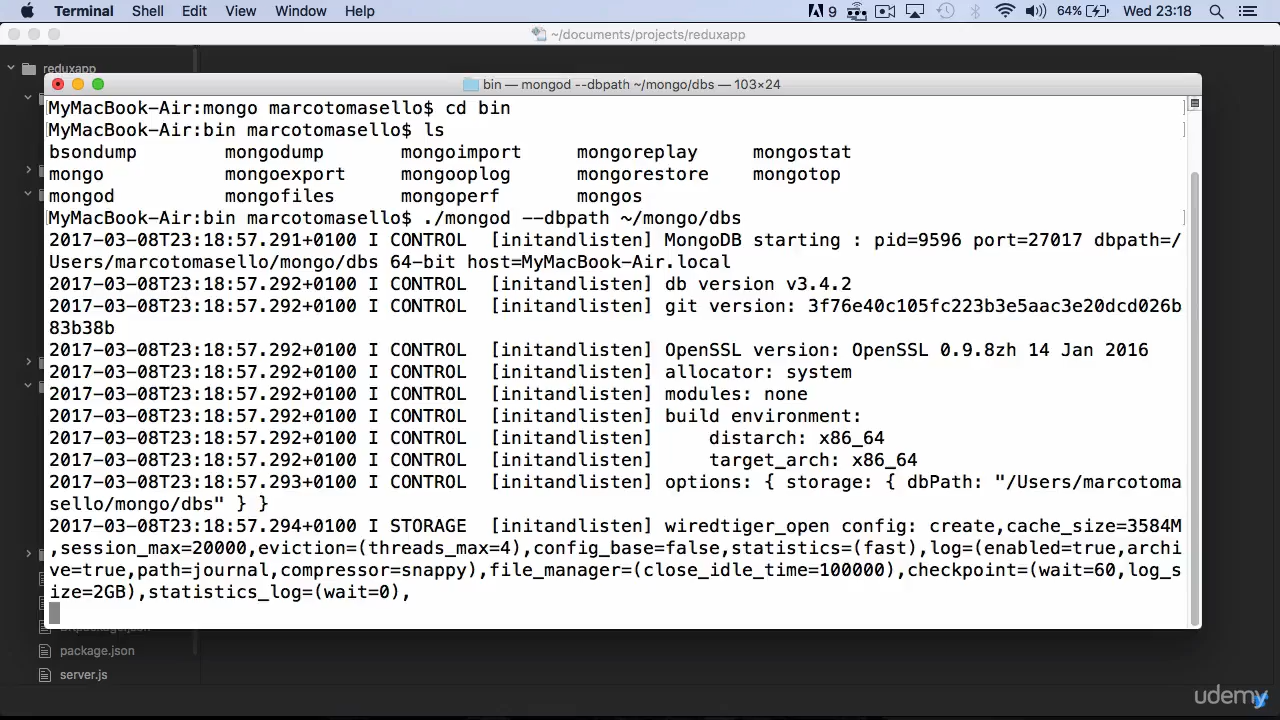 Terminal Shell Edit View Window Help 9 64% Wed 23:18
~/documents/projects/reduxapp
reduxapp
bin — mongod --dbpath ~/mongo/dbs — 103×24
MyMacBook-Air:mongo marcotomasello$ cd bin
MyMacBook-Air:bin marcotomasello$ ls
bsondump mongodump mongoimport mongoreplay mongostat
mongo mongoexport mongooplog mongorestore mongotop
mongod mongofiles mongoperf mongos
MyMacBook-Air:bin marcotomasello$ ./mongod --dbpath ~/mongo/dbs
2017-03-08T23:18:57.291+0100 I CONTROL [initandlisten] MongoDB starting : pid=9596 port=27017 dbpath=/
Users/marcotomasello/mongo/dbs 64-bit host=MyMacBook-Air.local
2017-03-08T23:18:57.292+0100 I CONTROL [initandlisten] db version v3.4.2
2017-03-08T23:18:57.292+0100 I CONTROL [initandlisten] git version: 3f76e40c105fc223b3e5aac3e20dcd026b
83b38b
2017-03-08T23:18:57.292+0100 I CONTROL [initandlisten] OpenSSL version: OpenSSL 0.9.8zh 14 Jan 2016
2017-03-08T23:18:57.292+0100 I CONTROL [initandlisten] allocator: system
2017-03-08T23:18:57.292+0100 I CONTROL [initandlisten] modules: none
2017-03-08T23:18:57.292+0100 I CONTROL [initandlisten] build environment:
2017-03-08T23:18:57.292+0100 I CONTROL [initandlisten] distarch: x86_64
2017-03-08T23:18:57.292+0100 I CONTROL [initandlisten] target_arch: x86_64
2017-03-08T23:18:57.293+0100 I CONTROL [initandlisten] options: { storage: { dbPath: "/Users/marcotoma
sello/mongo/dbs" } }
2017-03-08T23:18:57.294+0100 I STORAGE [initandlisten] wiredtiger_open config: create,cache_size=3584M
,session_max=20000,eviction=(threads_max=4),config_base=false,statistics=(fast),log=(enabled=true,archi
ve=true,path=journal,compressor=snappy),file_manager=(close_idle_time=100000),checkpoint=(wait=60,log_s
ize=2GB),statistics_log=(wait=0),
package.json
server.js
udemy